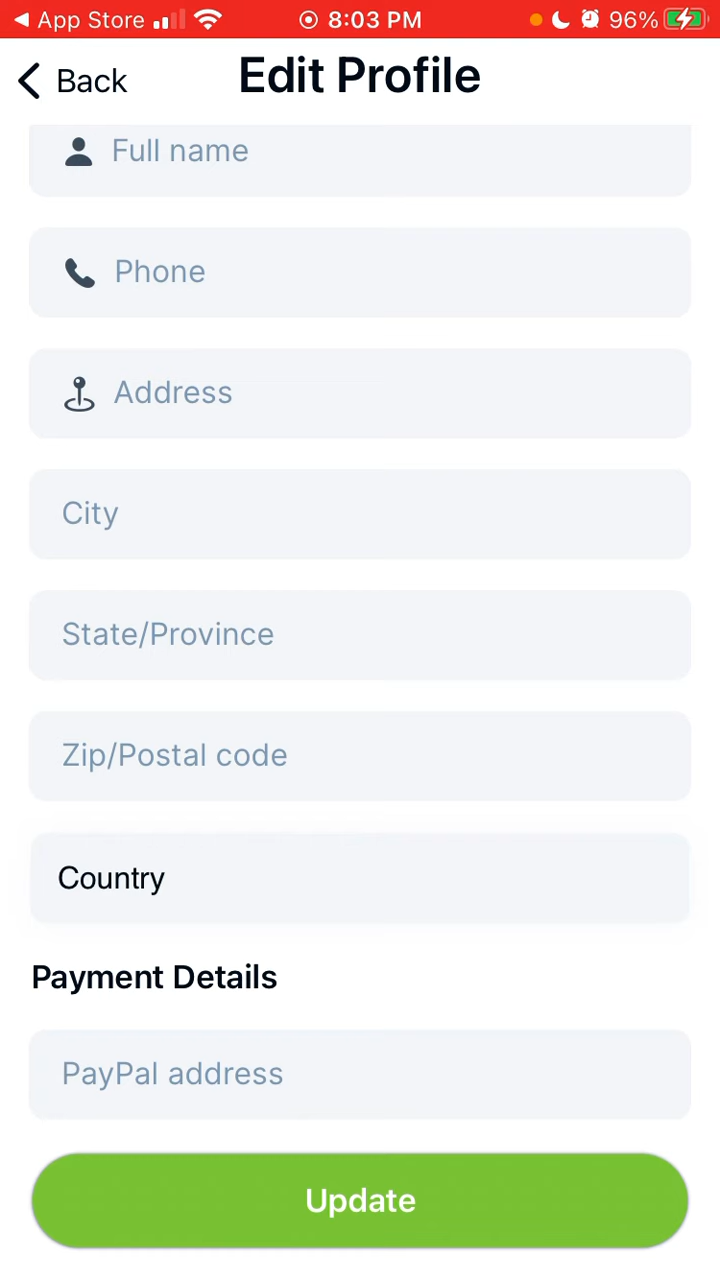 App Store 8:03 PM 96%
Back Edit Profile
Full name
Phone
Address
City
State/Province
Zip/Postal code
Country
Payment Details
PayPal address
Update